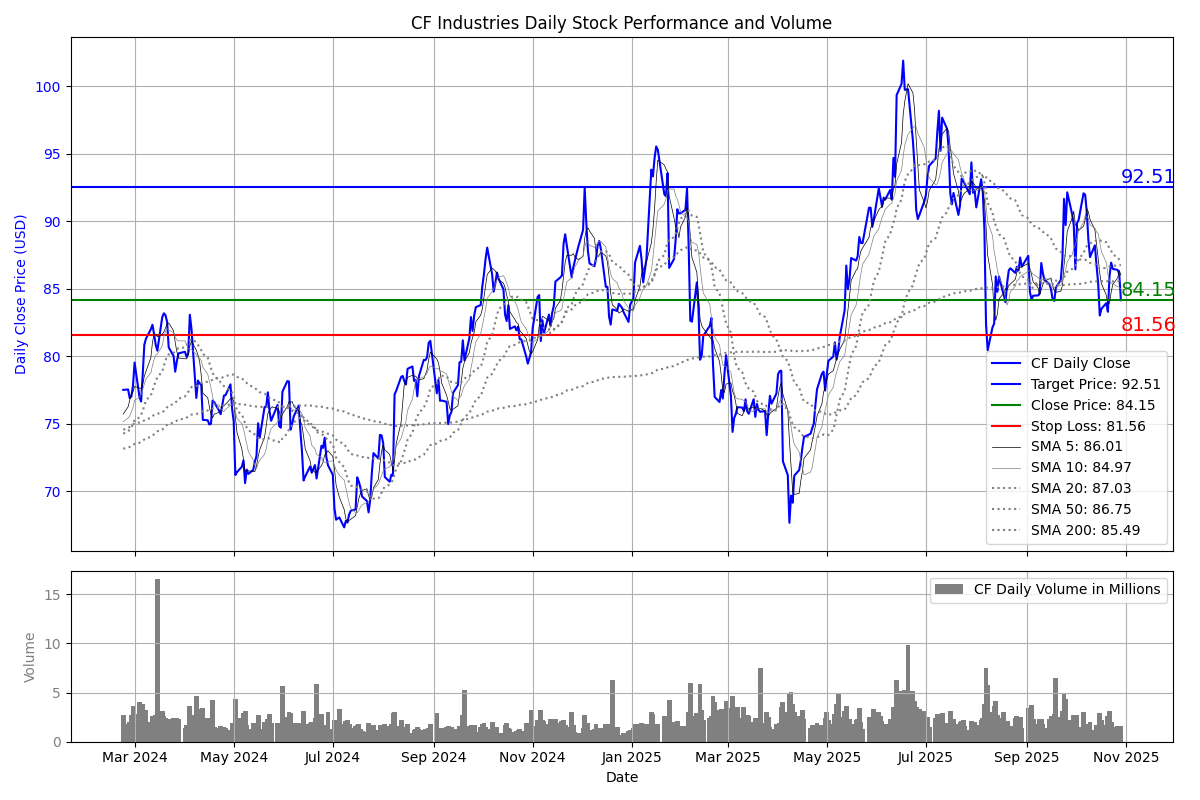 CF Industries Daily Stock Performance and Volume
Daily Close Price (USD)
100
95
90
85
80
75
70
92.51
84.15
81.56
CF Daily Close
Target Price: 92.51
Close Price: 84.15
Stop Loss: 81.56
SMA 5: 86.01
SMA 10: 84.97
SMA 20: 87.03
SMA 50: 86.75
SMA 200: 85.49
Volume
15
10
5
0
CF Daily Volume in Millions
Mar 2024 May 2024 Jul 2024 Sep 2024 Nov 2024 Jan 2025 Mar 2025 May 2025 Jul 2025 Sep 2025 Nov 2025
Date